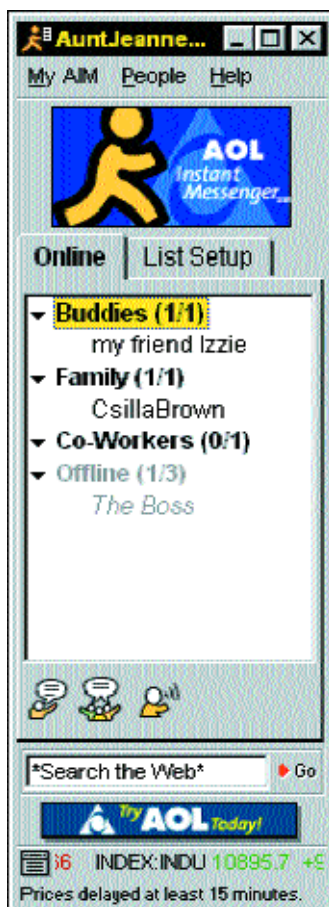 AuntJeanne...
My AIM People Help
AOL
Instant
Messenger
Online List Setup
Buddies (1/1)
my friend Izzie
Family (1/1)
CsillaBrown
Co-Workers (0/1)
Offline (1/3)
The Boss
*Search the Web* Go
Try AOL Today!
INDEX:INDU 10895.7 +9
Prices delayed at least 15 minutes.